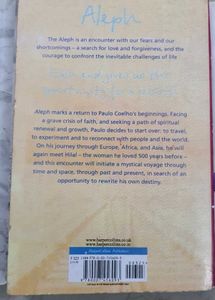 Aleph
The Aleph is an encounter with our fears and our
shortcomings – a search for love and forgiveness, and the
courage to confront the inevitable challenges of life
Aleph marks a return to Paulo Coelho's beginnings. Facing
a grave crisis of faith, and seeking a path of spiritual
renewal and growth, Paulo decides to start over: to travel,
to experiment and to reconnect with people and the world.
On his journey through Europe, Africa, and Asia, he will
again meet Hilal – the woman he loved 500 years before –
and this encounter will initiate a mystical voyage through
time and space, through past and present, in search of an
opportunity to rewrite his own destiny.
www.harpercollins.co.uk